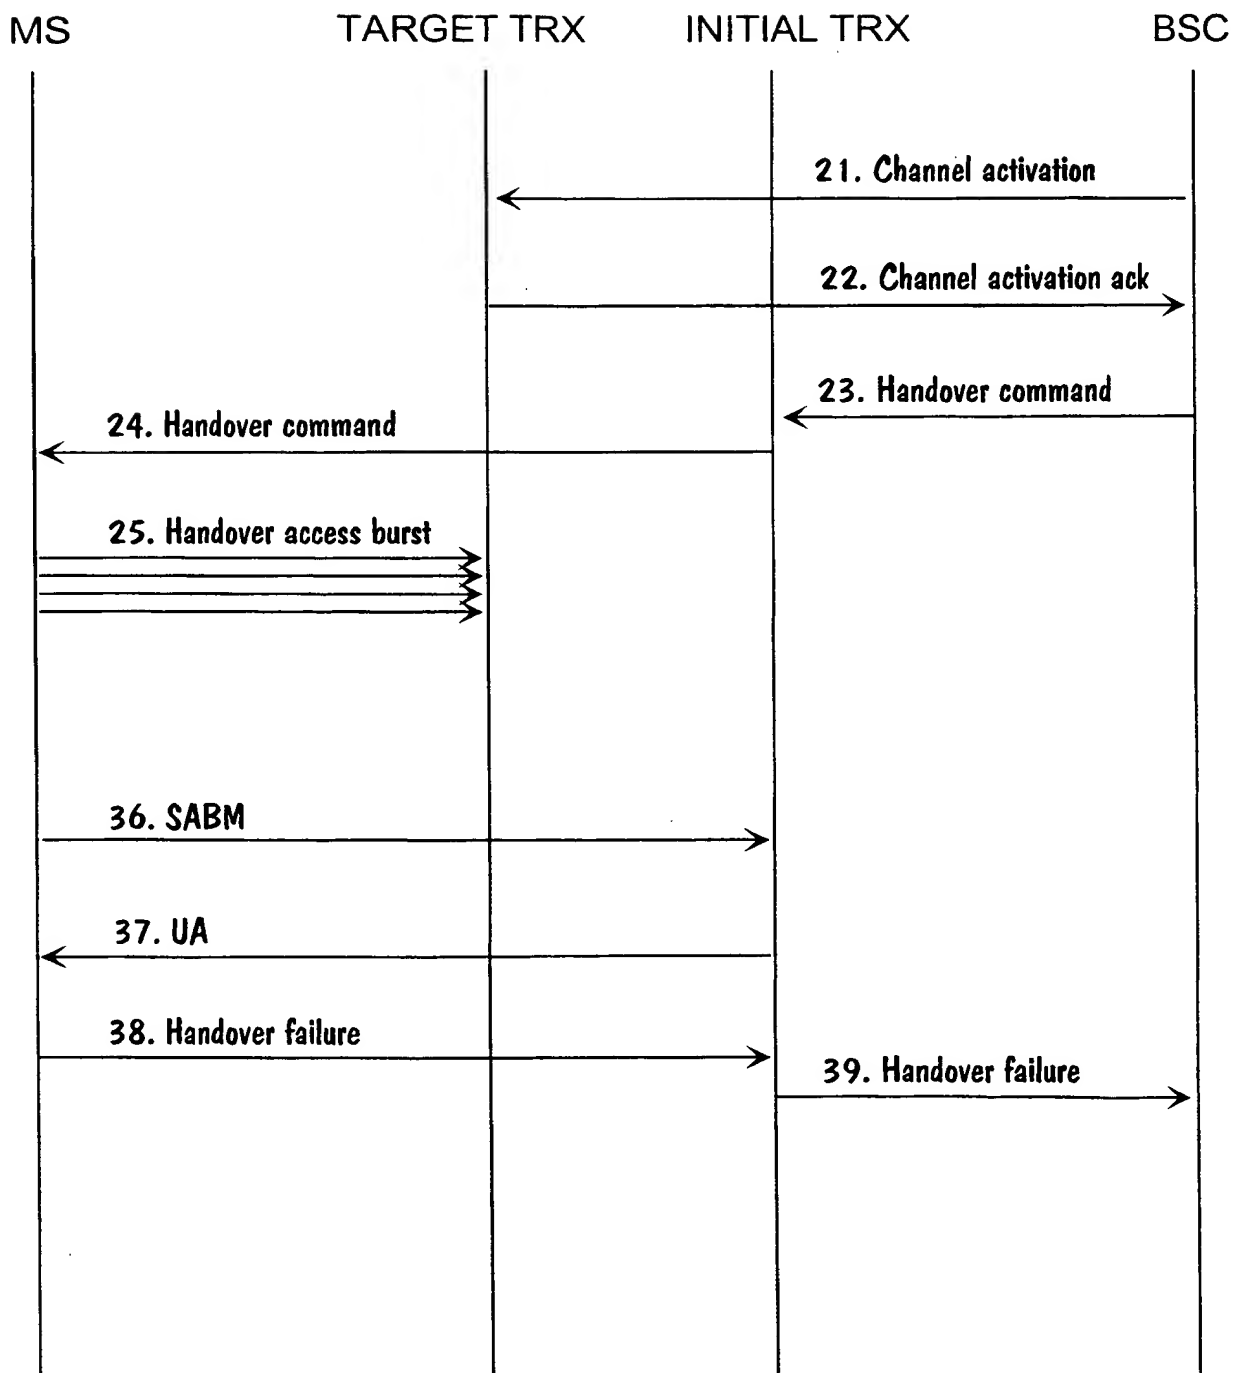 MS TARGET TRX INITIAL TRX BSC
21. Channel activation
22. Channel activation ack
23. Handover command
24. Handover command
25. Handover access burst
36. SABM
37. UA
38. Handover failure
39. Handover failure